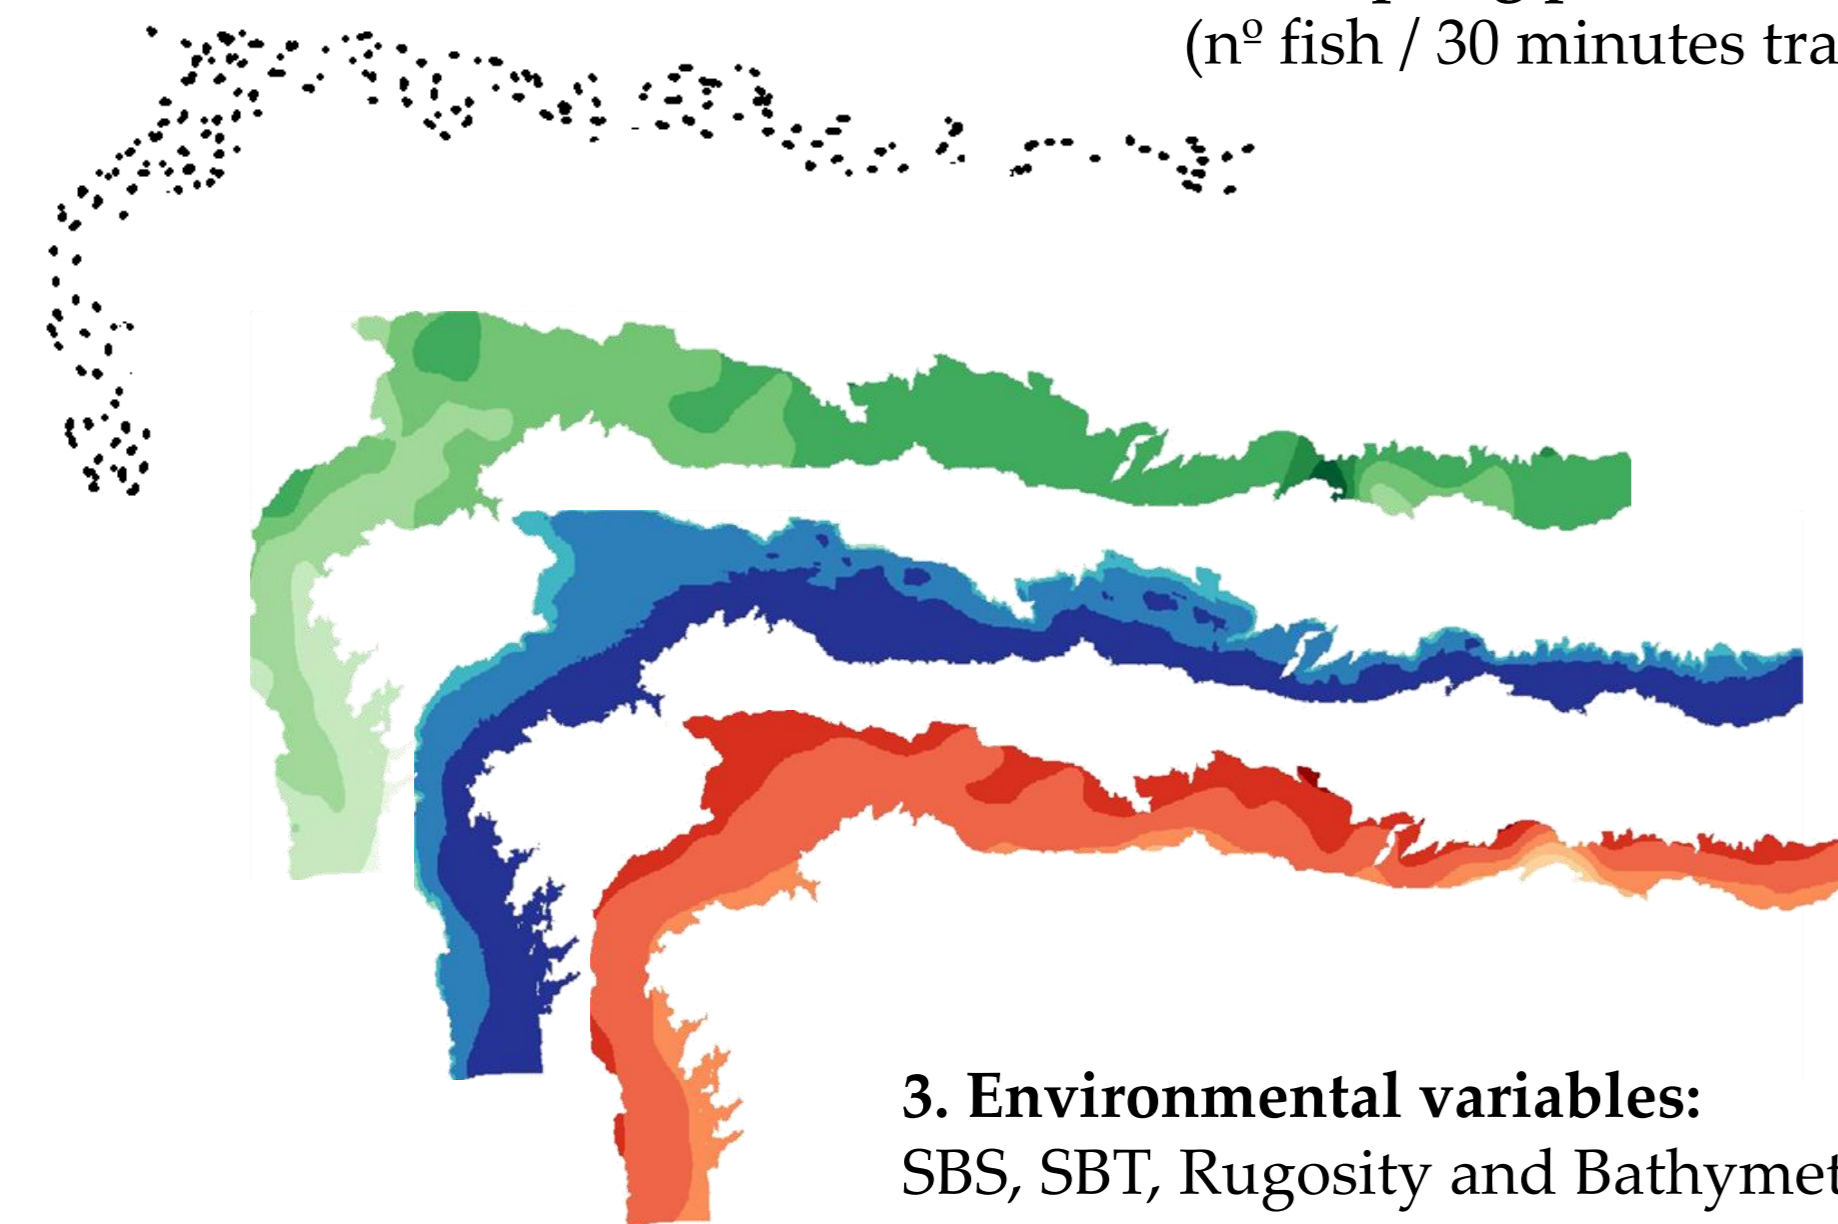 (nº fish / 30 minutes tra
3. Environmental variables:
SBS, SBT, Rugosity and Bathymet